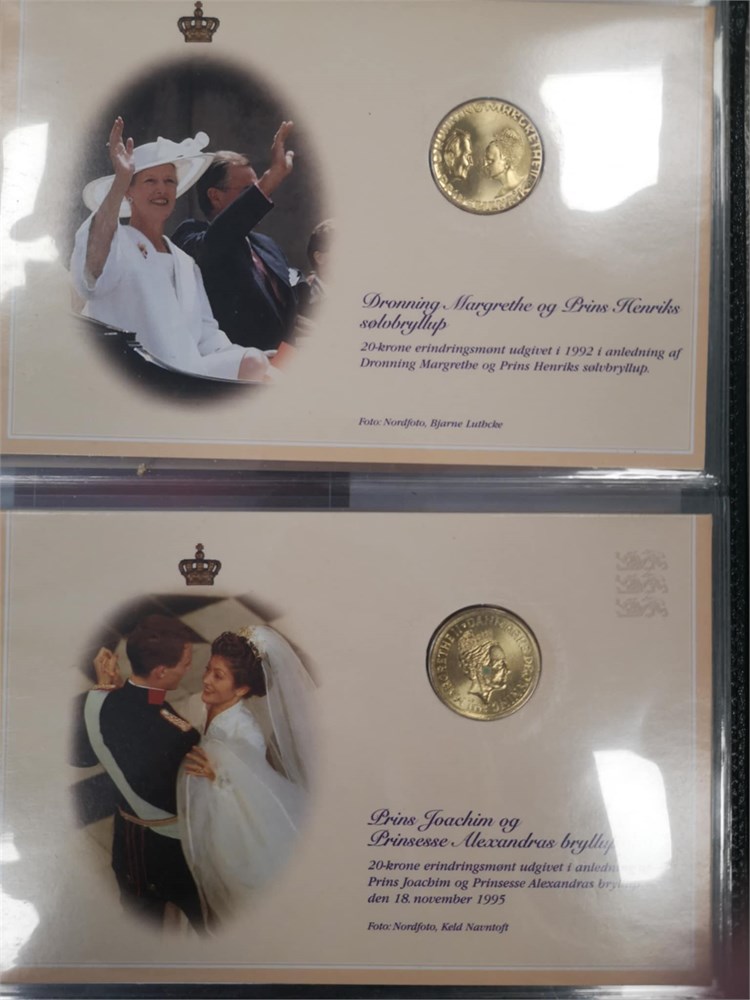 Dronning Margrethe og Prins Henriks
sølvbryllup
20-krone erindringsmønt udgivet i 1992 i anledning af
Dronning Margrethe og Prins Henriks sølvbryllup.
Foto: Nordfoto, Bjarne Luthcke
Prins Joachim og
Prinsesse Alexandras bryllup
20-krone erindringsmønt udgivet i
Prins Joachim og Prinsesse Alexandras
den 18. november 1995
Foto: Nordfoto, Keld Navntoft